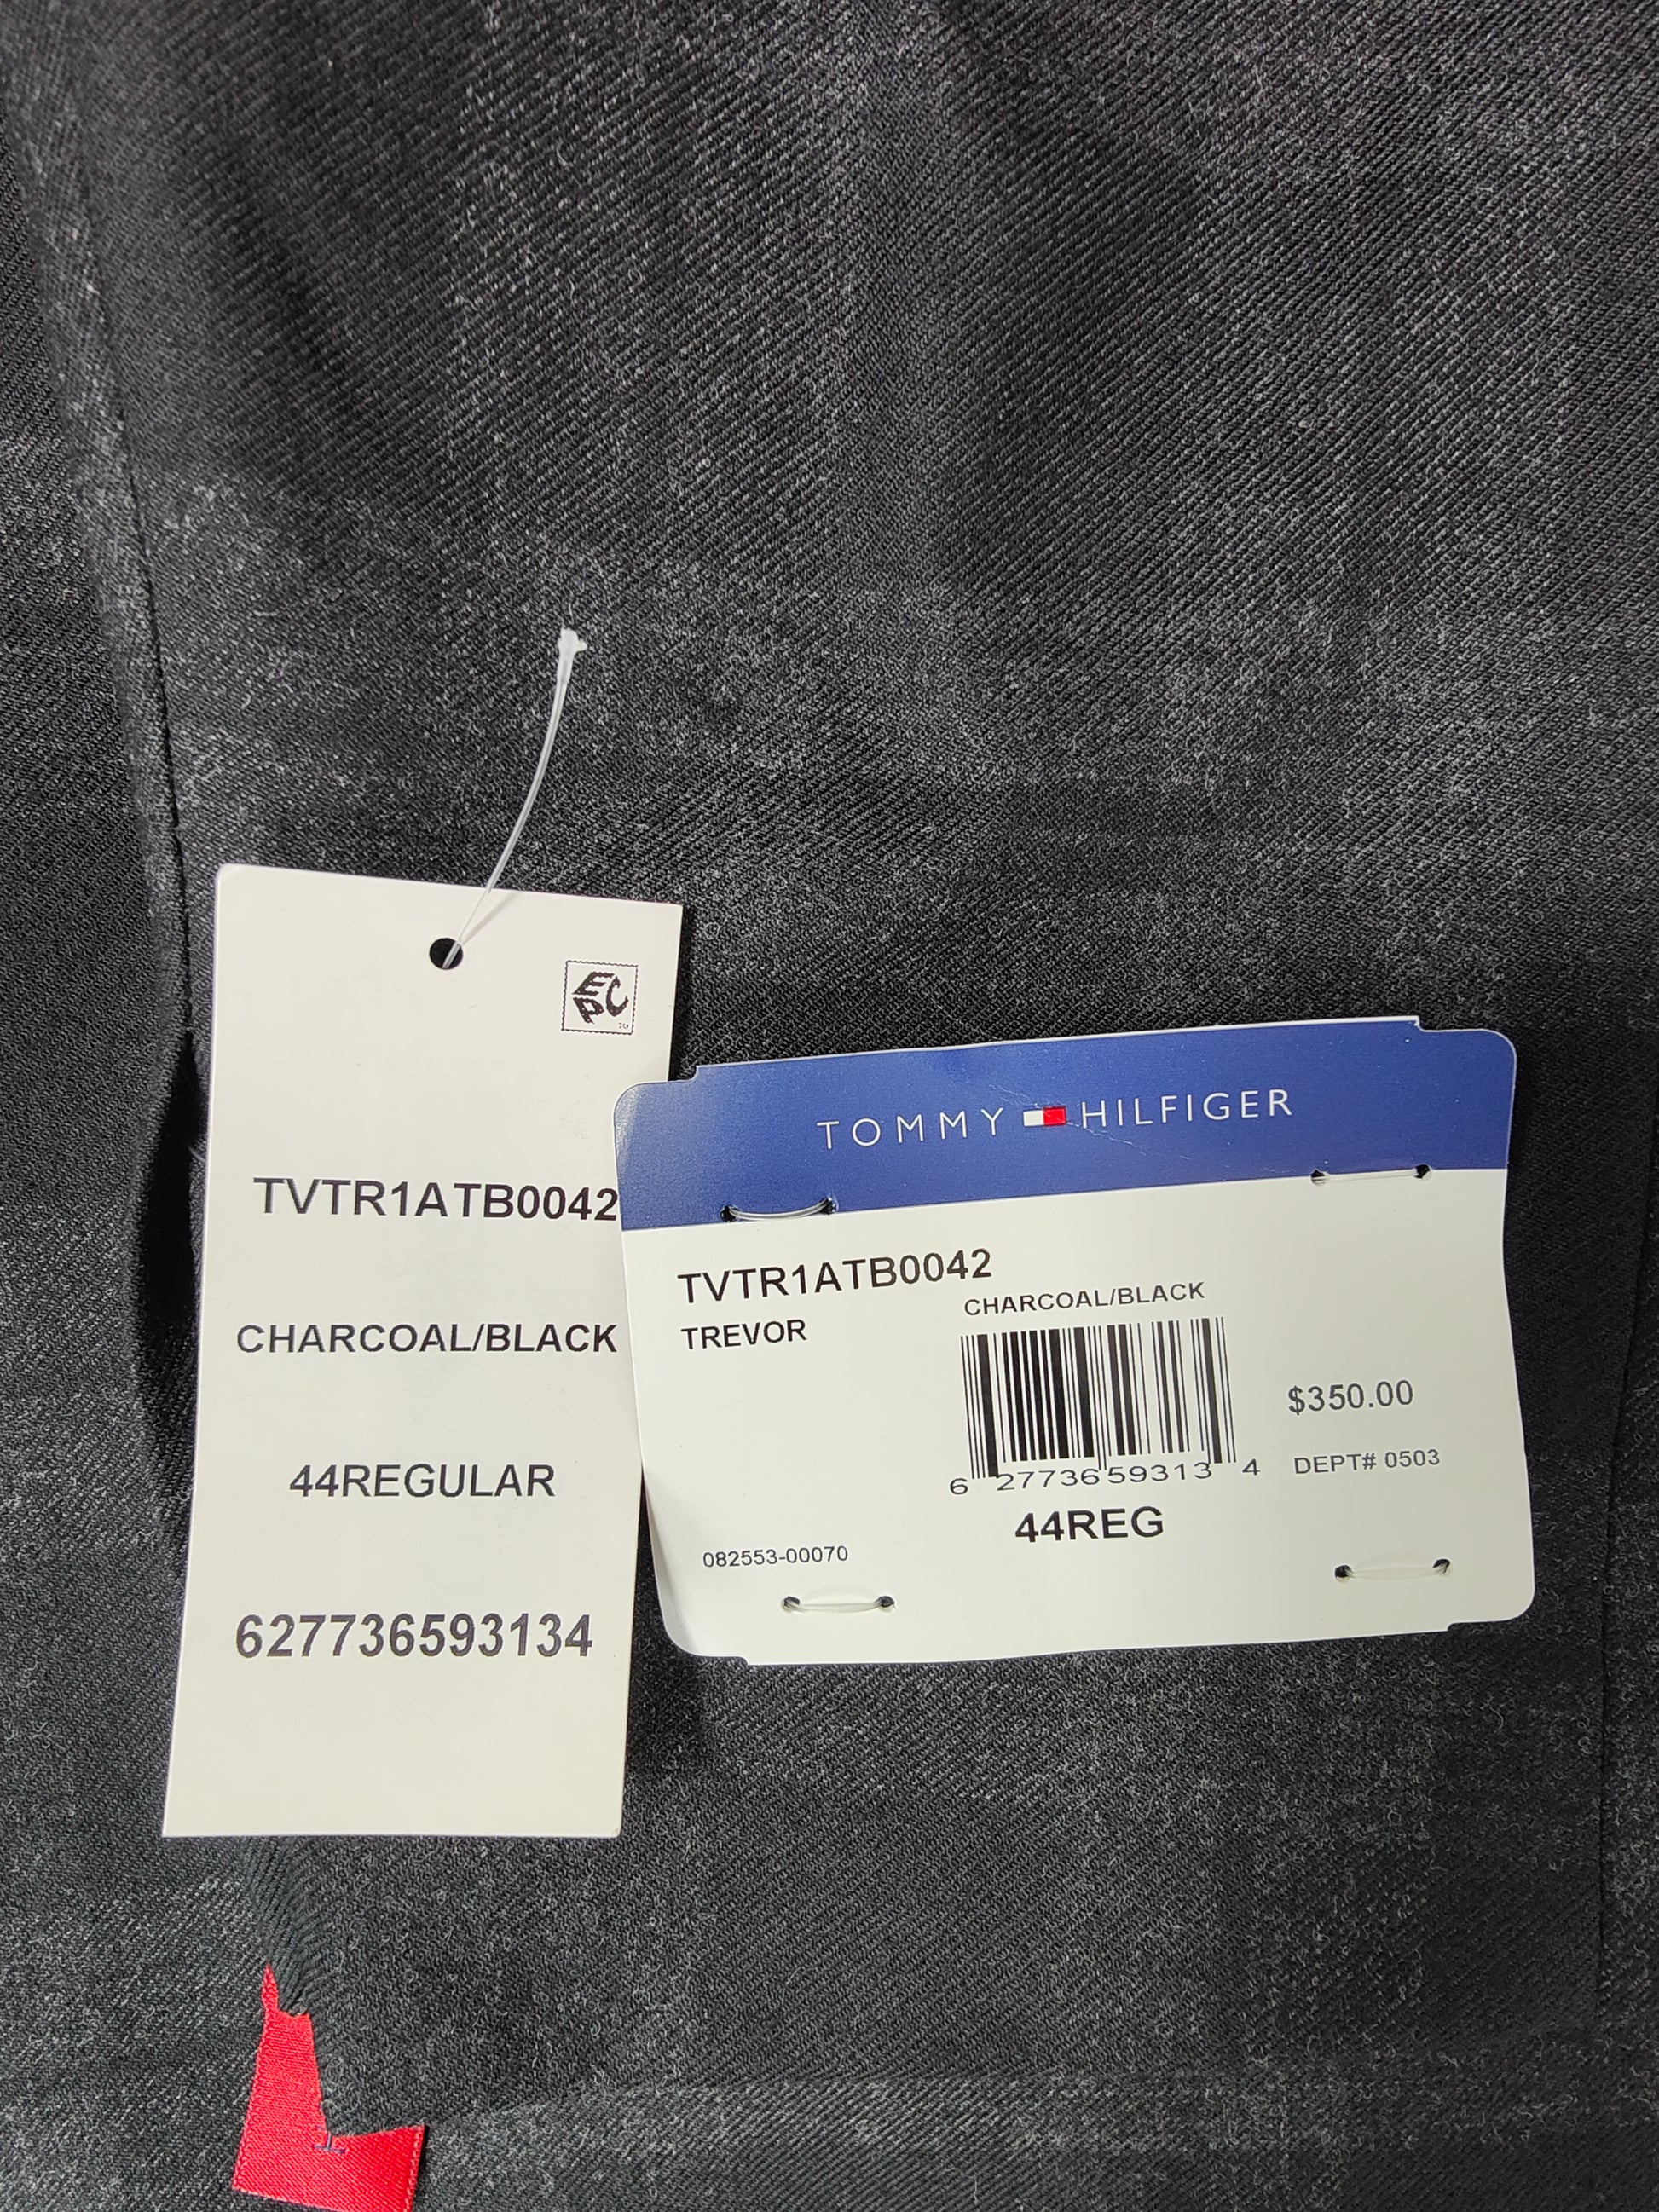 EPC
TVTR1ATB0042
CHARCOAL/BLACK
44REGULAR
627736593134
TOMMY HILFIGER
TVTR1ATB0042
CHARCOAL/BLACK
TREVOR
$350.00
6 27736 59313 4
DEPT# 0503
44REG
082553-00070